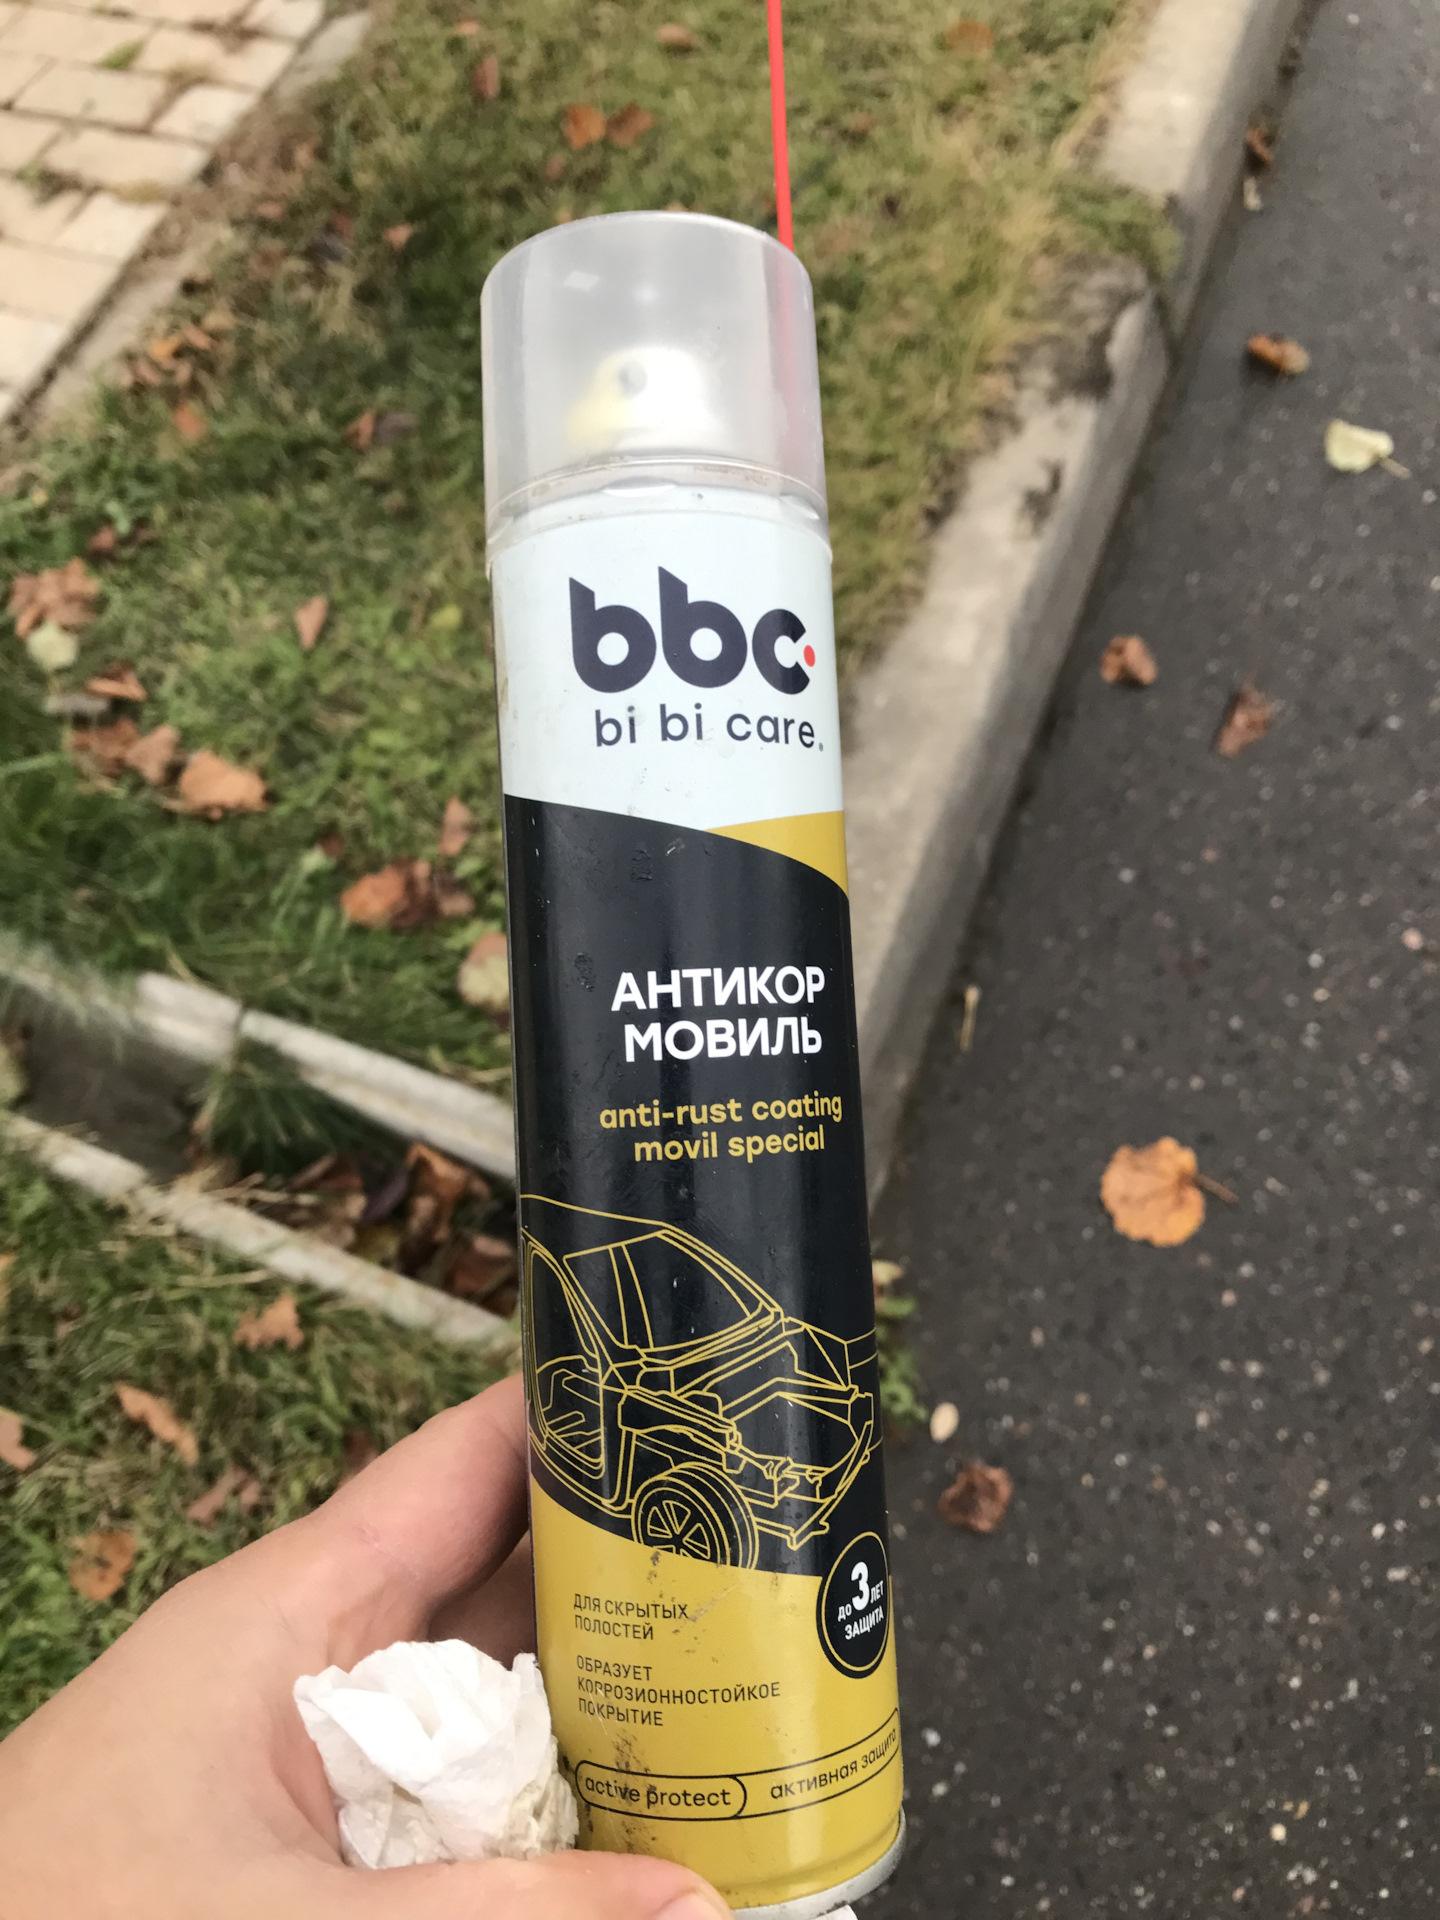 bbc
bi bi care®
АНТИКОР
МОВИЛЬ
anti-rust coating
movil special
до 3 ЛЕТ
ЗАЩИТА
ДЛЯ СКРЫТЫХ
ПОЛОСТЕЙ
ОБРАЗУЕТ
КОРРОЗИОННОСТОЙКОЕ
ПОКРЫТИЕ
active protect активная защита